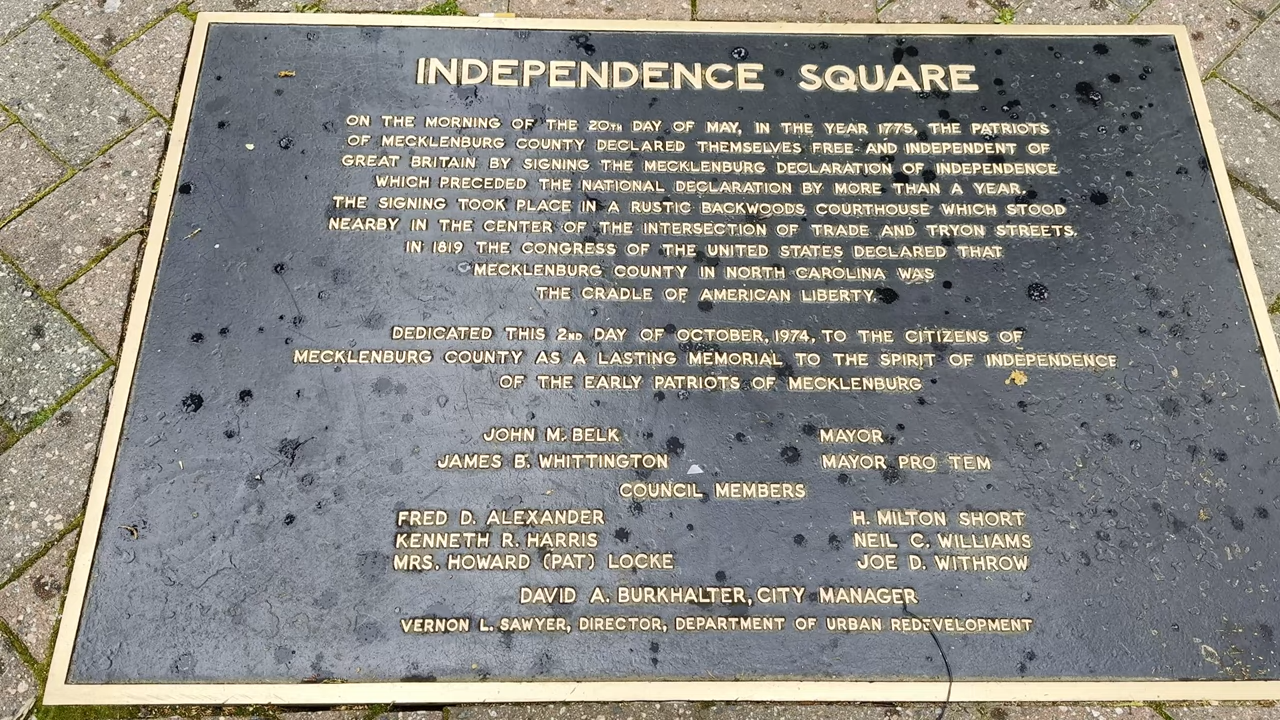 INDEPENDENCE SQUARE
ON THE MORNING OF THE 20TH DAY OF MAY, IN THE YEAR 1775, THE PATRIOTS
OF MECKLENBURG COUNTY DECLARED THEMSELVES FREE AND INDEPENDENT OF
GREAT BRITAIN BY SIGNING THE MECKLENBURG DECLARATION OF INDEPENDENCE
WHICH PRECEDED THE NATIONAL DECLARATION BY MORE THAN A YEAR.
THE SIGNING TOOK PLACE IN A RUSTIC BACKWOODS COURTHOUSE WHICH STOOD
NEARBY IN THE CENTER OF THE INTERSECTION OF TRADE AND TRYON STREETS.
IN 1819 THE CONGRESS OF THE UNITED STATES DECLARED THAT
MECKLENBURG COUNTY IN NORTH CAROLINA WAS
THE CRADLE OF AMERICAN LIBERTY.
DEDICATED THIS 2ND DAY OF OCTOBER, 1974, TO THE CITIZENS OF
MECKLENBURG COUNTY AS A LASTING MEMORIAL TO THE SPIRIT OF INDEPENDENCE
OF THE EARLY PATRIOTS OF MECKLENBURG
JOHN M. BELK MAYOR
JAMES B. WHITTINGTON MAYOR PRO TEM
COUNCIL MEMBERS
FRED D. ALEXANDER H. MILTON SHORT
KENNETH R. HARRIS NEIL C. WILLIAMS
MRS. HOWARD (PAT) LOCKE JOE D. WITHROW
DAVID A. BURKHALTER, CITY MANAGER
VERNON L. SAWYER, DIRECTOR, DEPARTMENT OF URBAN REDEVELOPMENT